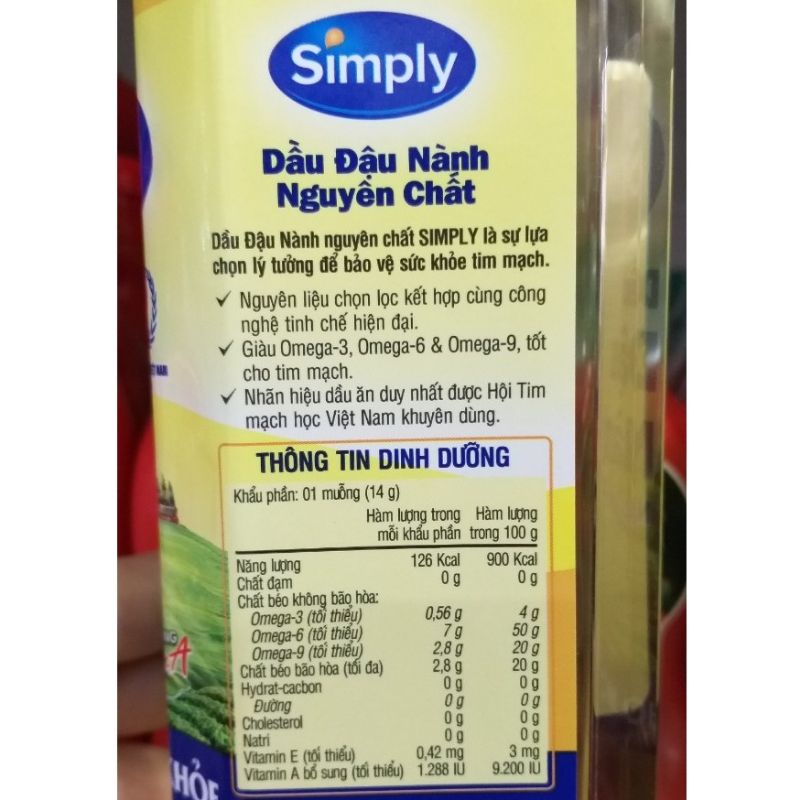 Simply
Dầu Đậu Nành
Nguyên Chất
Dầu Đậu Nành nguyên chất SIMPLY là sự lựa
chọn lý tưởng để bảo vệ sức khỏe tim mạch.
✓ Nguyên liệu chọn lọc kết hợp cùng công
nghệ tinh chế hiện đại.
✓ Giàu Omega-3, Omega-6 & Omega-9, tốt
cho tim mạch.
✓ Nhãn hiệu dầu ăn duy nhất được Hội Tim
mạch học Việt Nam khuyên dùng.
THÔNG TIN DINH DƯỠNG
Khẩu phần: 01 muỗng (14 g)
Hàm lượng trong Hàm lượng
mỗi khẩu phần trong 100 g
Năng lượng 126 Kcal 900 Kcal
Chất đạm 0 g 0 g
Chất béo không bão hòa:
Omega-3 (tối thiểu) 0,56 g 4 g
Omega-6 (tối thiểu) 7 g 50 g
Omega-9 (tối thiểu) 2,8 g 20 g
Chất béo bão hòa (tối đa) 2,8 g 20 g
Hydrat-cacbon 0 g 0 g
Đường 0 g 0 g
Cholesterol 0 g 0 g
Natri 0 g 0 g
Vitamin E (tối thiểu) 0,42 mg 3 mg
Vitamin A bổ sung (tối thiểu) 1.288 IU 9.200 IU